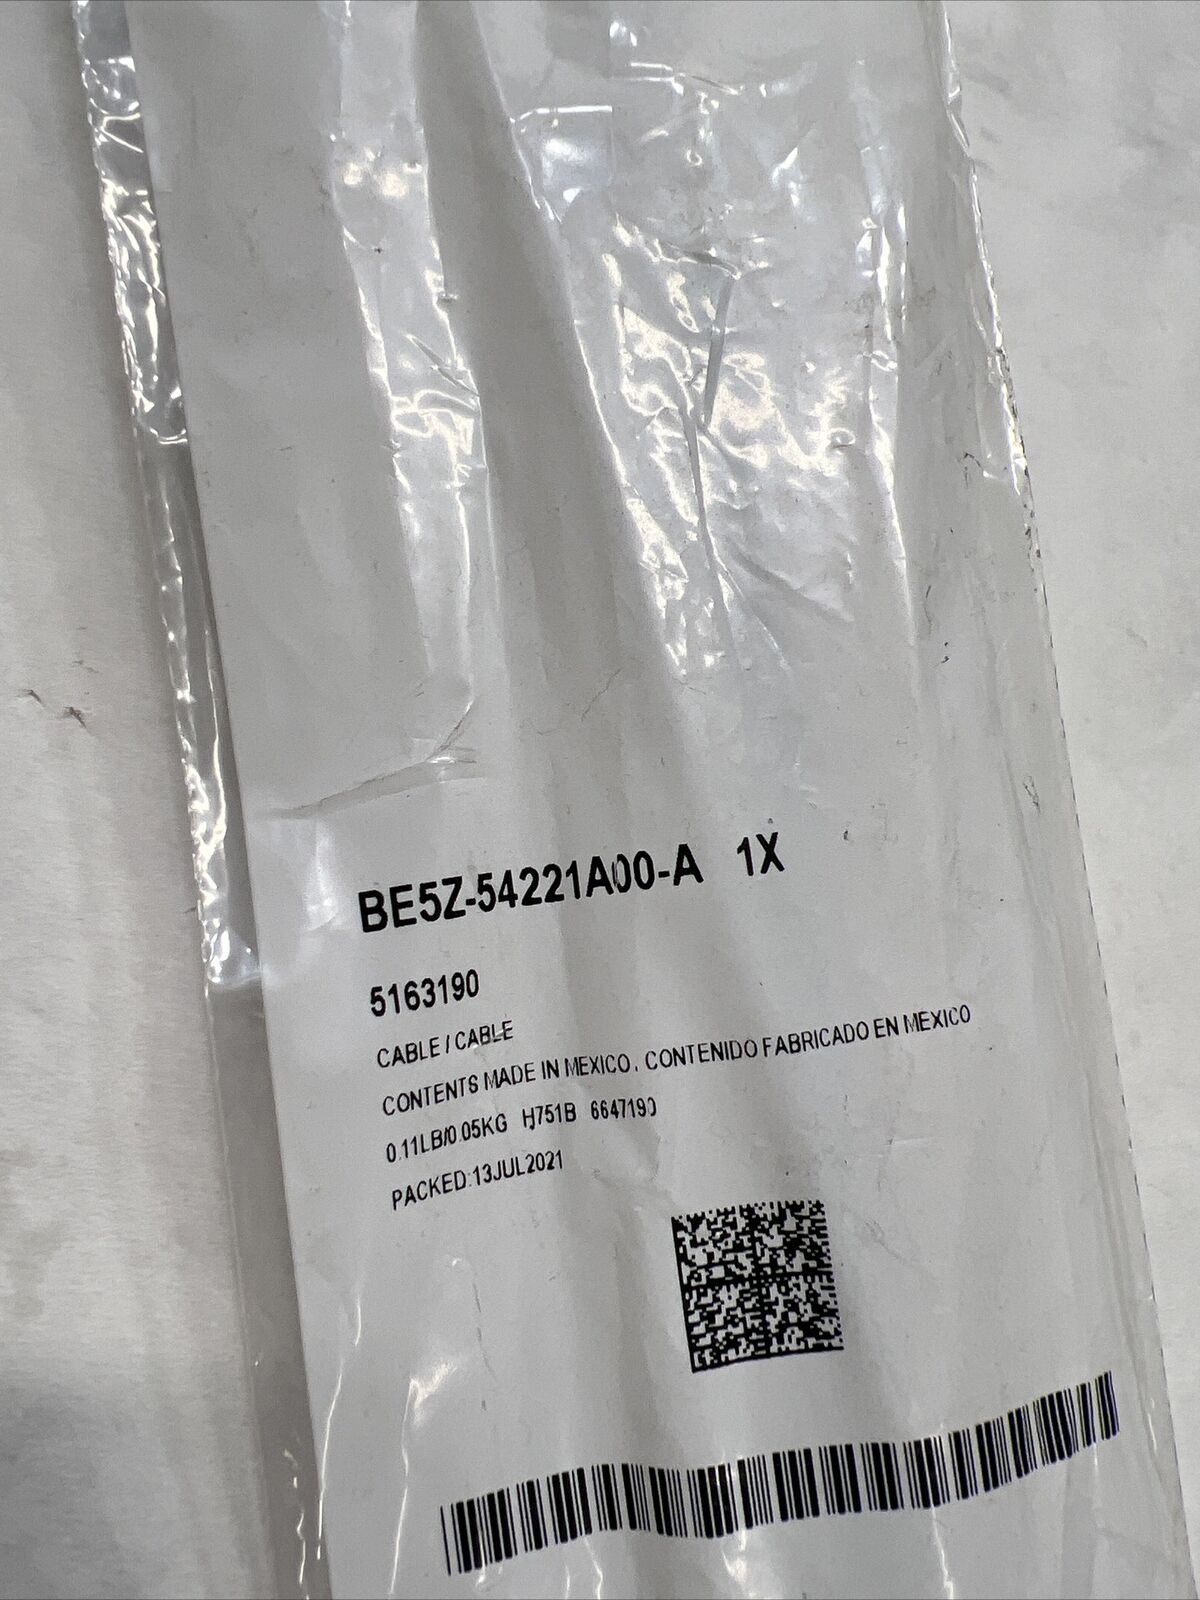 BE5Z-54221A00-A 1X
5163190
CABLE / CABLE
CONTENTS MADE IN MEXICO. CONTENIDO FABRICADO EN MEXICO
0.11LB/0.05KG H751B 6647190
PACKED:13JUL2021